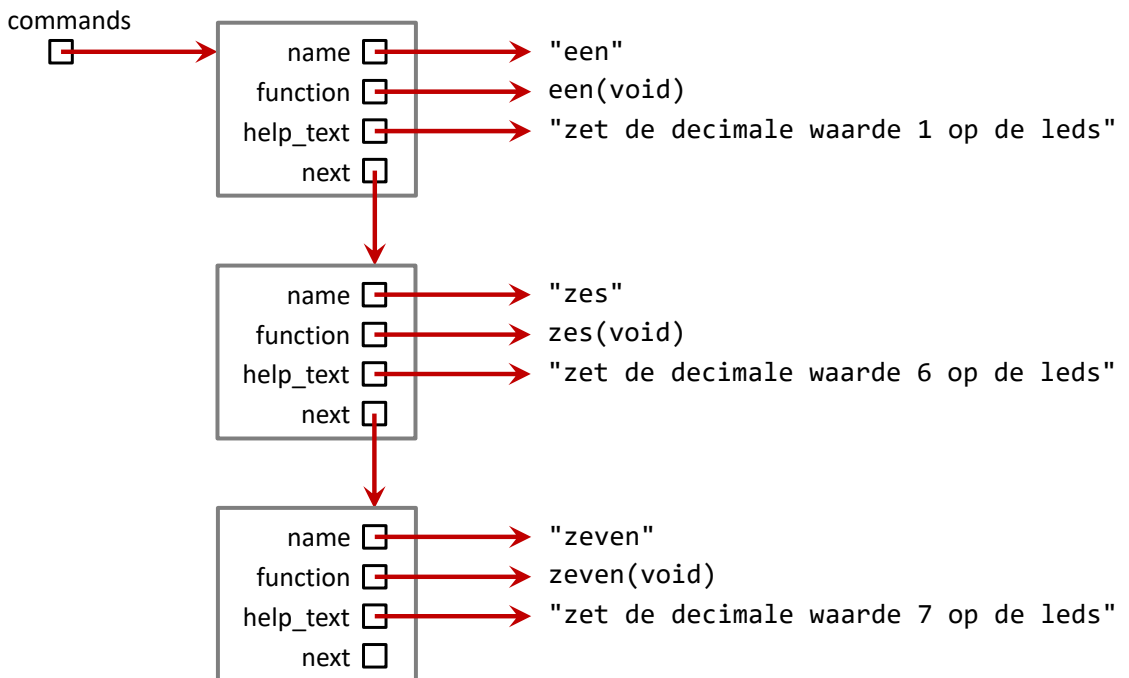 commands
name "een"
function een(void)
help_text "zet de decimale waarde 1 op de leds"
next
name "zes"
function zes(void)
help_text "zet de decimale waarde 6 op de leds"
next
name "zeven"
function zeven(void)
help_text "zet de decimale waarde 7 op de leds"
next